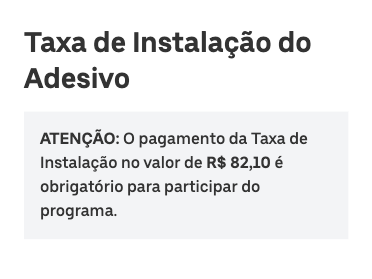 Taxa de Instalação do
Adesivo
ATENÇÃO: O pagamento da Taxa de
Instalação no valor de R$ 82,10 é
obrigatório para participar do
programa.